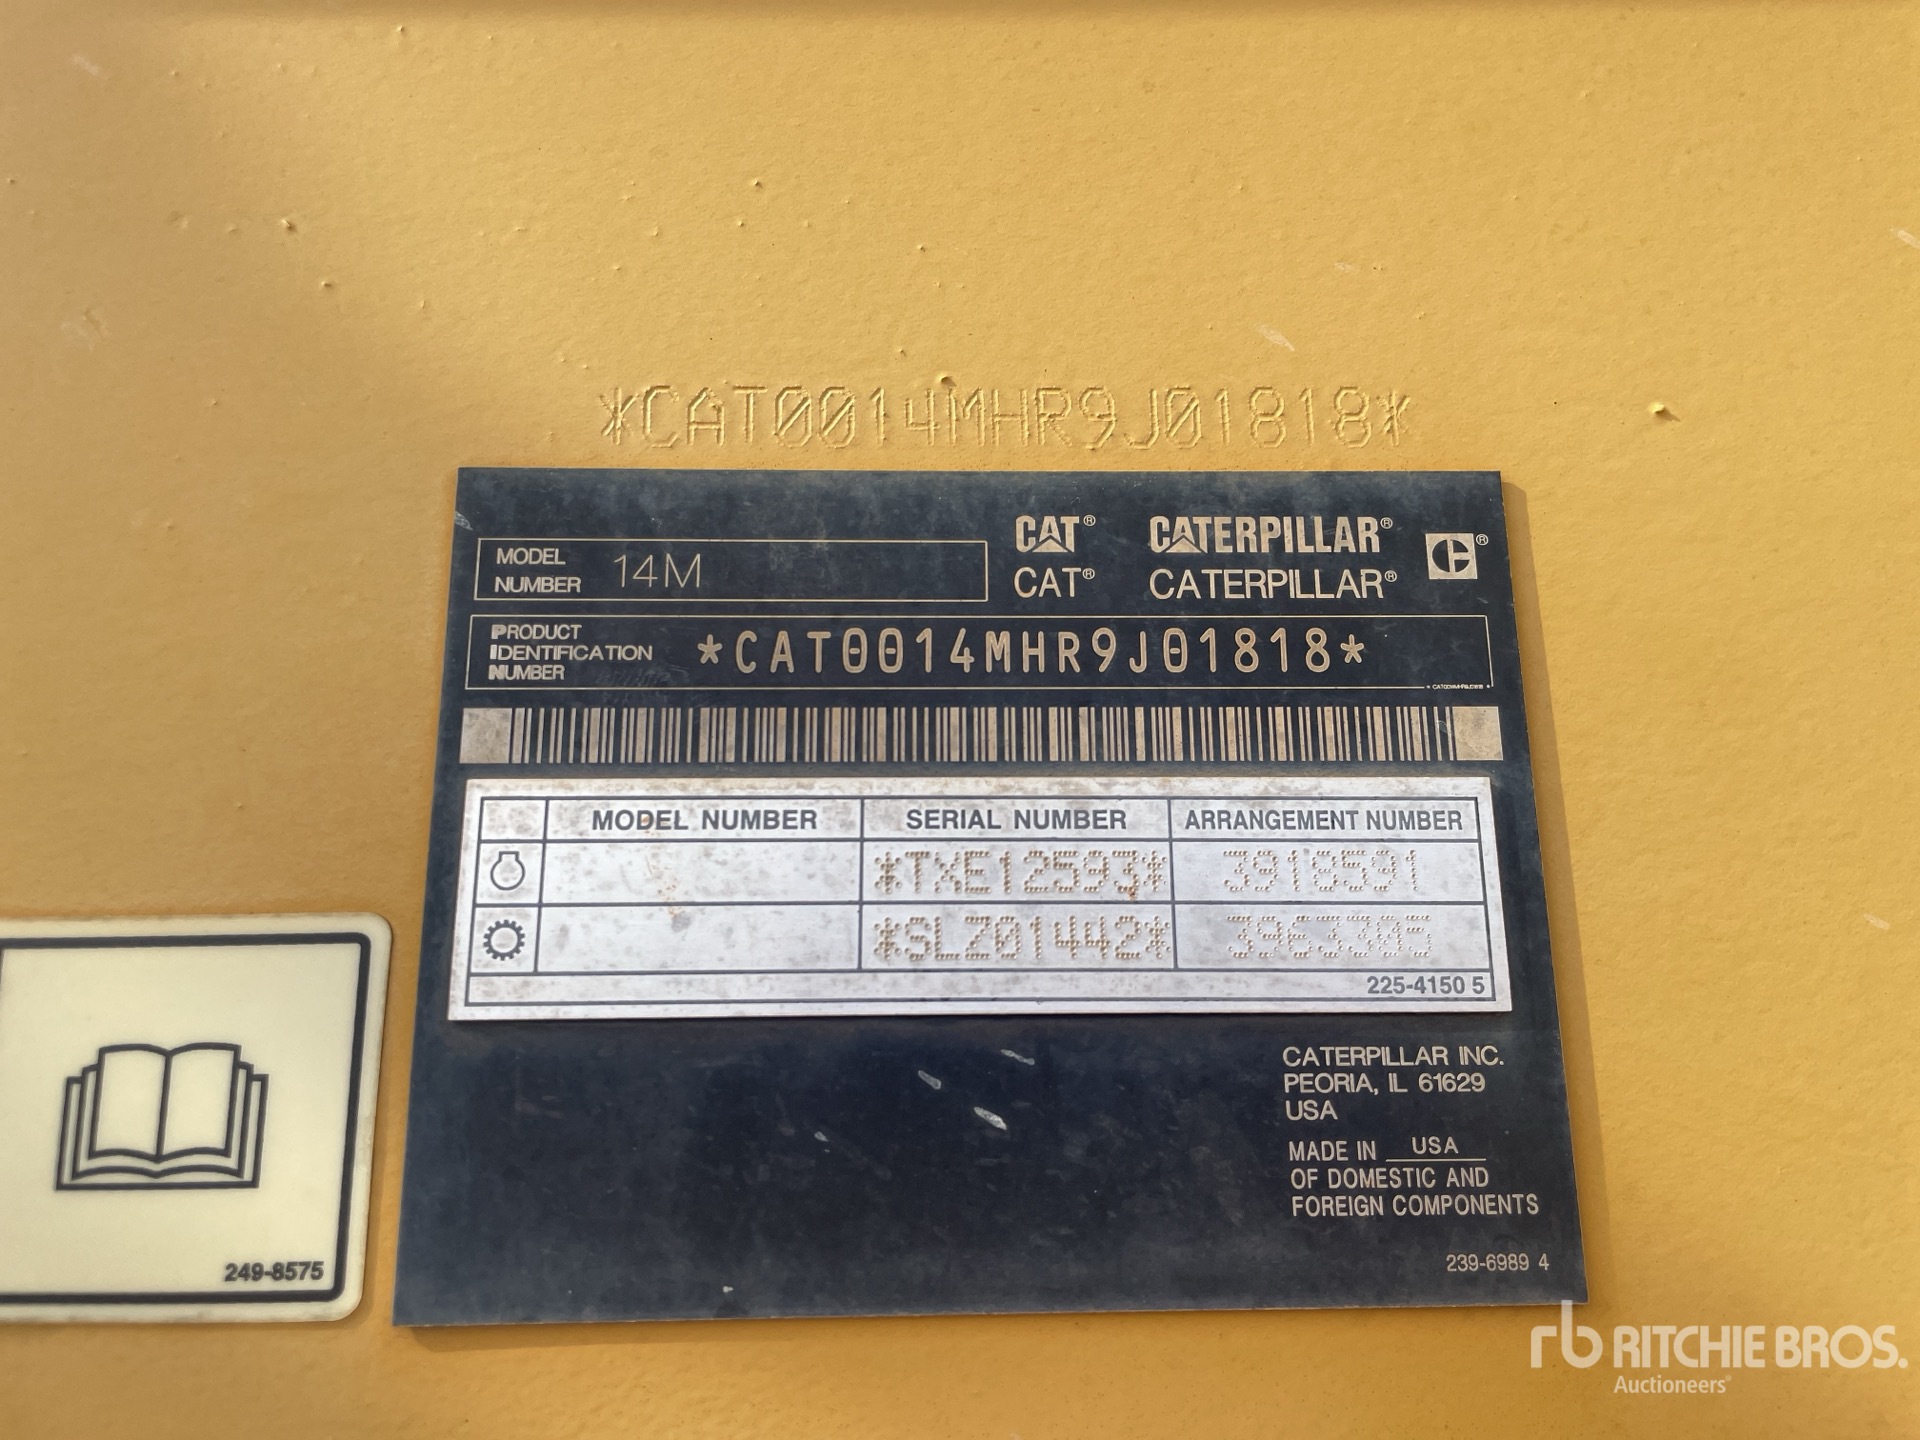 *CAT0014MHR9J01818*
CAT® CATERPILLAR®
MODEL NUMBER 14M
CAT® CATERPILLAR®
PRODUCT IDENTIFICATION NUMBER *CAT0014MHR9J01818*
MODEL NUMBER SERIAL NUMBER ARRANGEMENT NUMBER
*TXE12593* 3918591
*SLZ01442* 3963305
225-4150 5
CATERPILLAR INC.
PEORIA, IL 61629
USA
MADE IN USA
OF DOMESTIC AND
FOREIGN COMPONENTS
239-6989 4
249-8575
rb RITCHIE BROS.
Auctioneers